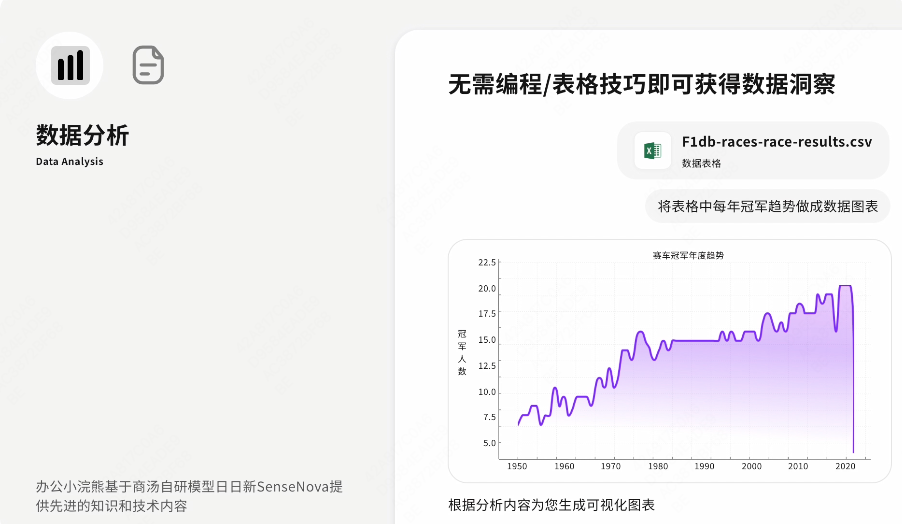 数据分析
Data Analysis
办公小浣熊基于商汤自研模型日日新SenseNova提
供先进的知识和技术内容
无需编程/表格技巧即可获得数据洞察
F1db-races-race-results.csv
数据表格
将表格中每年冠军趋势做成数据图表
赛车冠军年度趋势
冠军人数
22.5
20.0
17.5
15.0
12.5
10.0
7.5
5.0
1950 1960 1970 1980 1990 2000 2010 2020
根据分析内容为您生成可视化图表